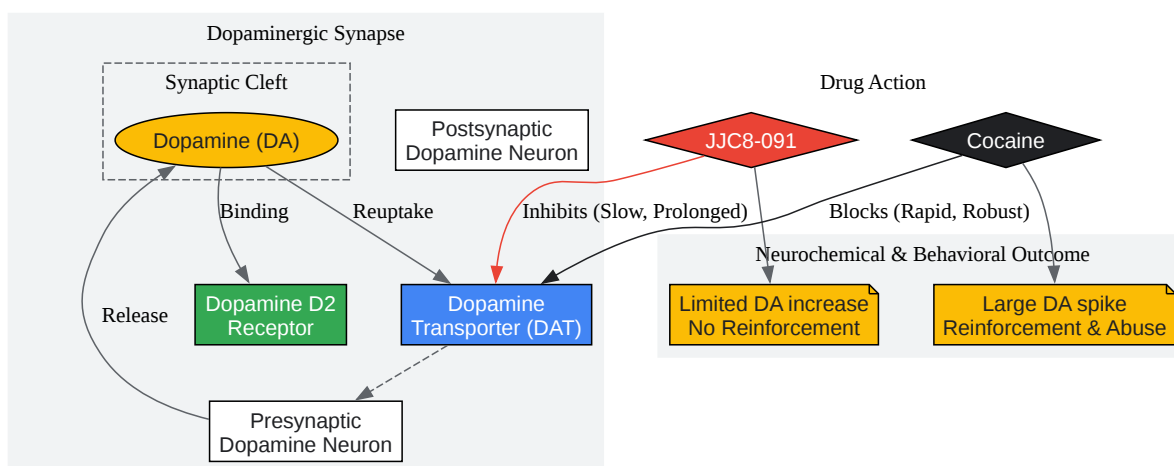 Dopaminergic Synapse
Synaptic Cleft
Drug Action
Dopamine (DA)
Postsynaptic
Dopamine Neuron
JJC8-091
Cocaine
Binding
Reuptake
Inhibits (Slow, Prolonged)
Blocks (Rapid, Robust)
Neurochemical & Behavioral Outcome
Release
Dopamine D2
Receptor
Dopamine
Transporter (DAT)
Limited DA increase
No Reinforcement
Large DA spike
Reinforcement & Abuse
Presynaptic
Dopamine Neuron